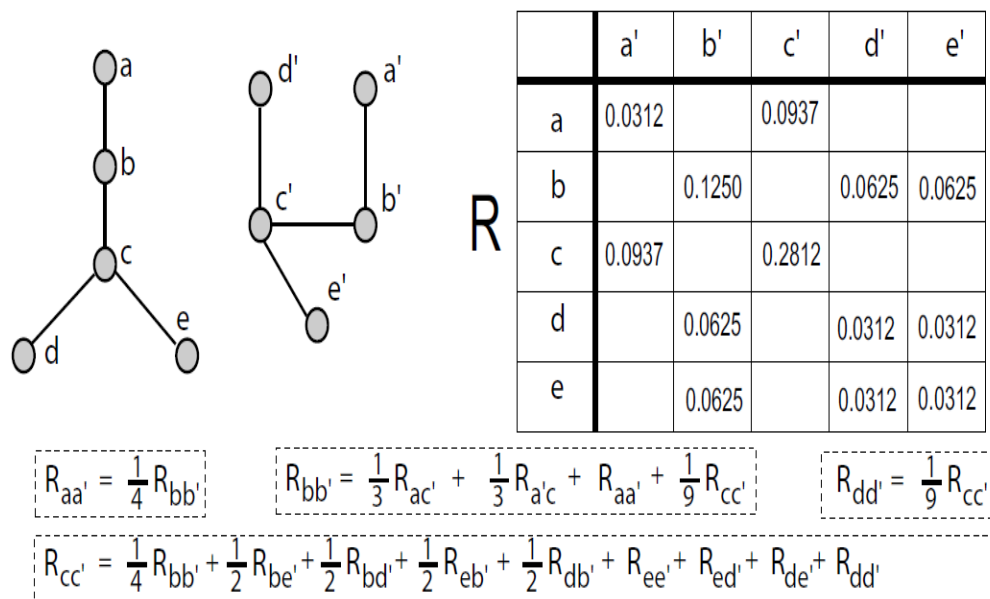 a
b
c
d
e
d'
a'
c'
b'
e'
R
a' b' c' d' e'
a 0.0312 0.0937
b 0.1250 0.0625 0.0625
c 0.0937 0.2812
d 0.0625 0.0312 0.0312
e 0.0625 0.0312 0.0312
R_aa' = 1/4 R_bb'
R_bb' = 1/3 R_ac' + 1/3 R_a'c + R_aa' + 1/9 R_cc'
R_dd' = 1/9 R_cc'
R_cc' = 1/4 R_bb' + 1/2 R_be' + 1/2 R_bd' + 1/2 R_eb' + 1/2 R_db' + R_ee' + R_ed' + R_de' + R_dd'